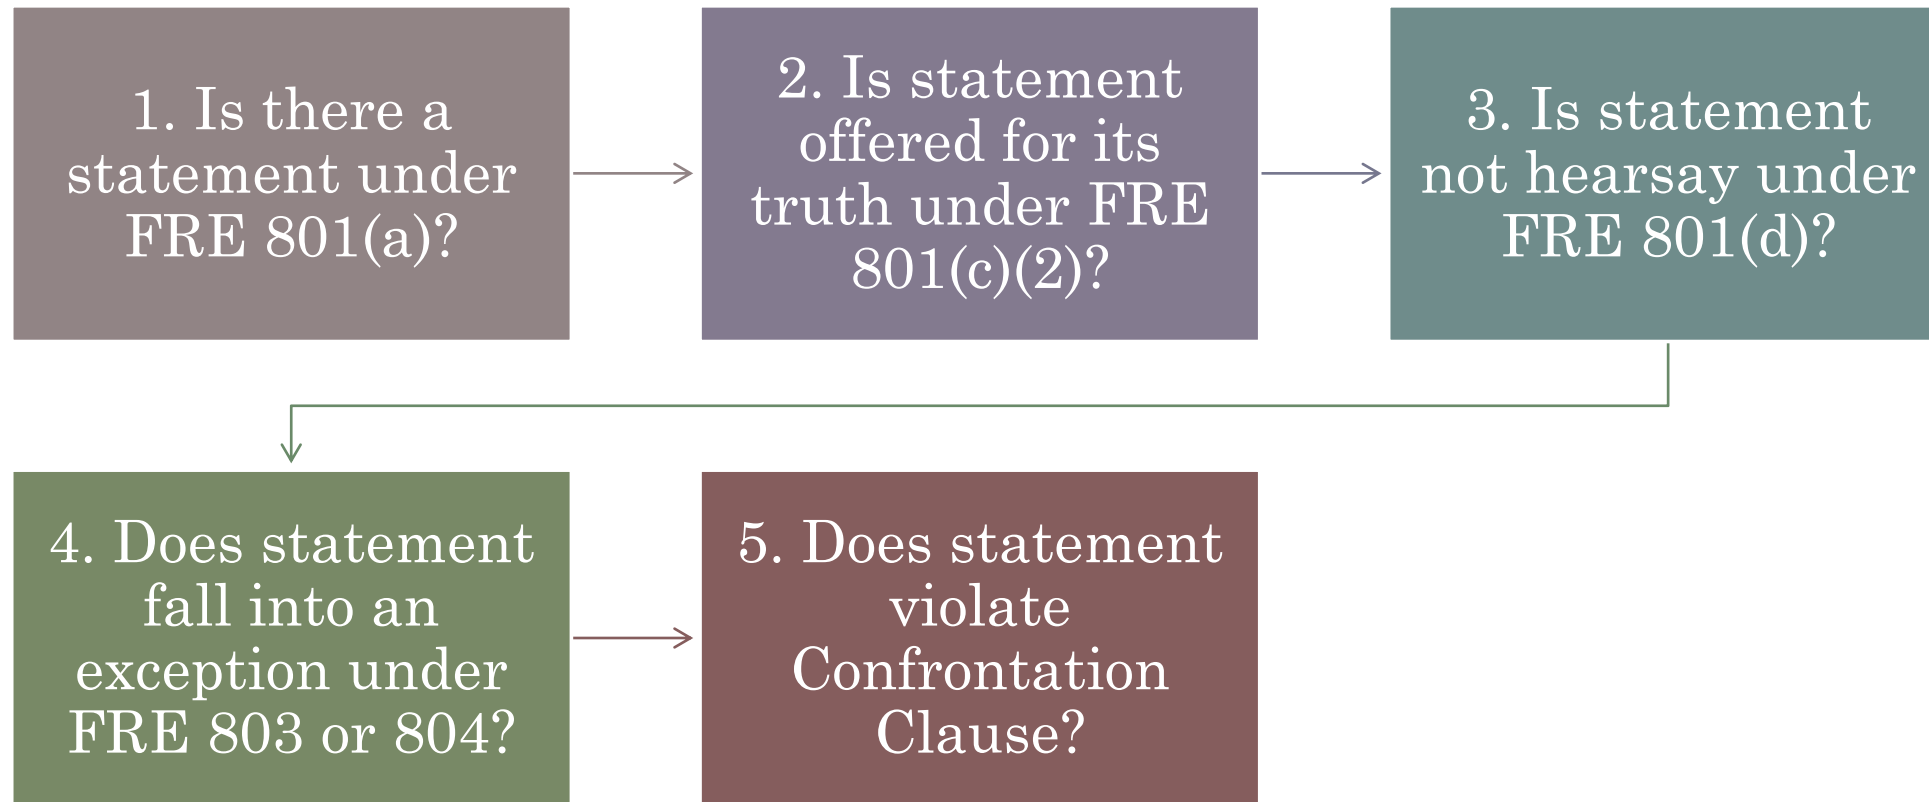 1. Is there a
statement under
FRE 801(a)?
2. Is statement
offered for its
truth under FRE
801(c)(2)?
3. Is statement
not hearsay under
FRE 801(d)?
4. Does statement
fall into an
exception under
FRE 803 or 804?
5. Does statement
violate
Confrontation
Clause?